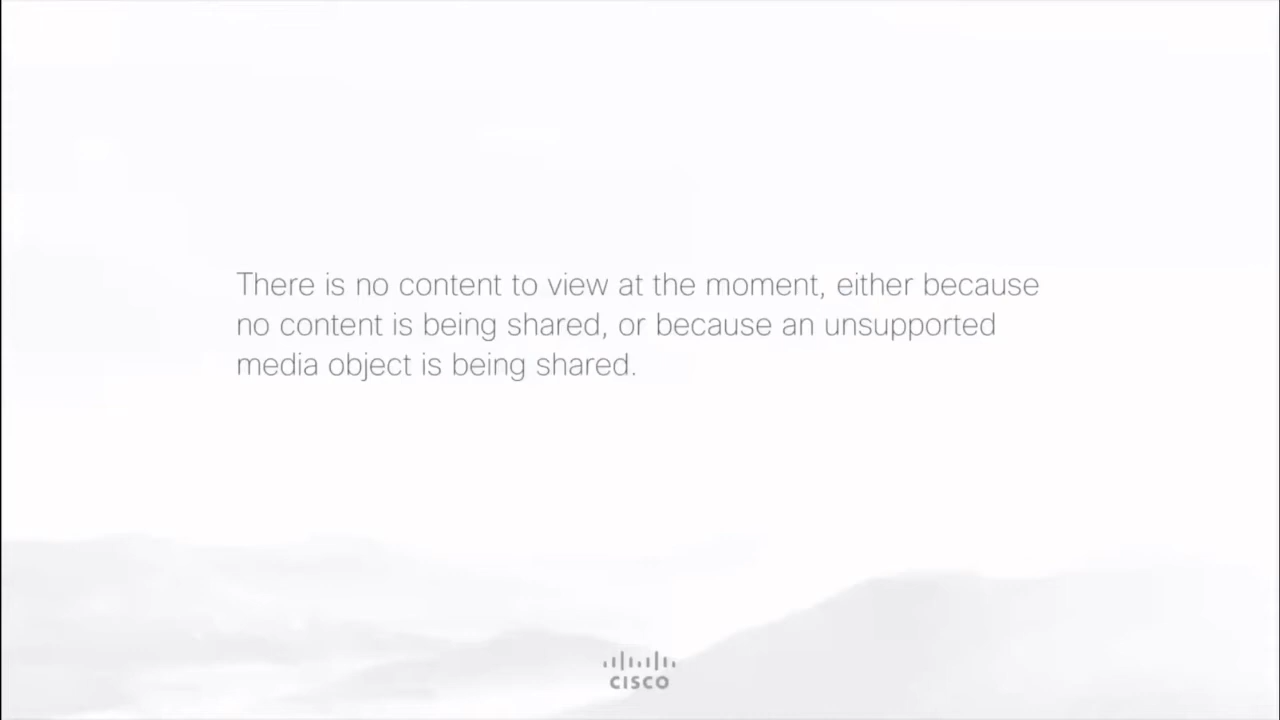 There is no content to view at the moment, either because
no content is being shared, or because an unsupported
media object is being shared.
CISCO